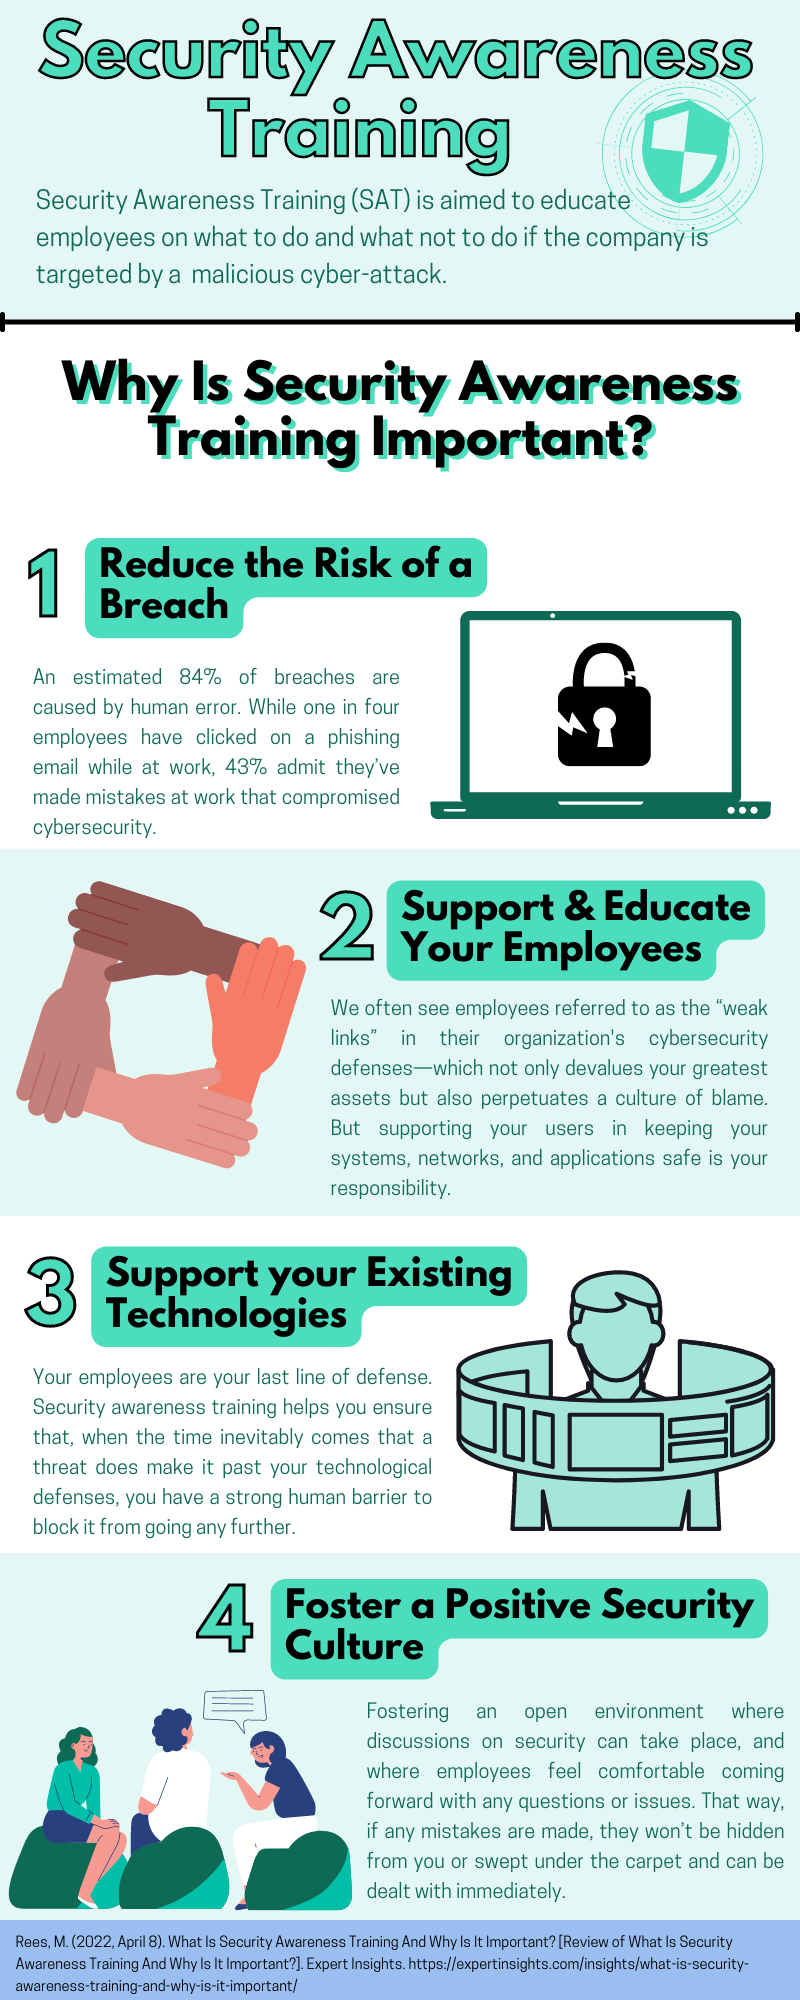 Security Awareness
Training
Security Awareness Training (SAT) is aimed to educate
employees on what to do and what not to do if the company is
targeted by a malicious cyber-attack.
Why Is Security Awareness
Training Important?
1
Reduce the Risk of a
Breach
An estimated 84% of breaches are
caused by human error. While one in four
employees have clicked on a phishing
email while at work, 43% admit they’ve
made mistakes at work that compromised
cybersecurity.
2
Support & Educate
Your Employees
We often see employees referred to as the “weak
links” in their organization's cybersecurity
defenses—which not only devalues your greatest
assets but also perpetuates a culture of blame.
But supporting your users in keeping your
systems, networks, and applications safe is your
responsibility.
3
Support your Existing
Technologies
Your employees are your last line of defense.
Security awareness training helps you ensure
that, when the time inevitably comes that a
threat does make it past your technological
defenses, you have a strong human barrier to
block it from going any further.
4
Foster a Positive Security
Culture
Fostering an open environment where
discussions on security can take place, and
where employees feel comfortable coming
forward with any questions or issues. That way,
if any mistakes are made, they won’t be hidden
from you or swept under the carpet and can be
dealt with immediately.
Rees, M. (2022, April 8). What Is Security Awareness Training And Why Is It Important? [Review of What Is Security
Awareness Training And Why Is It Important?]. Expert Insights. https://expertinsights.com/insights/what-is-security-
awareness-training-and-why-is-it-important/